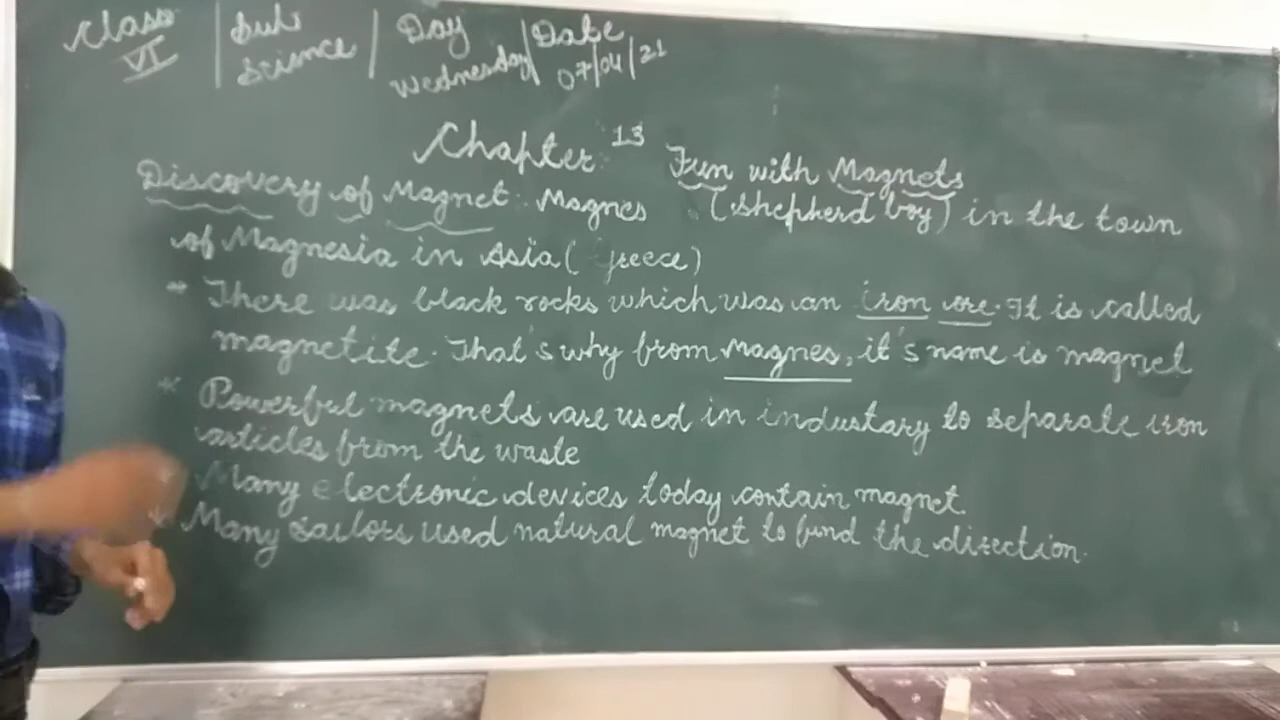 Class | Sub | Day | Date
VI | Science | Wednesday | 07/04/21
Chapter 13 Fun with Magnets
Discovery of Magnet: Magnes (Shepherd boy) in the town
of Magnesia in Asia (Greece)
* There was black rocks which was an iron ore. It is called
magnetite. That's why from Magnes, it's name is magnet
* Powerful magnets are used in industary to separate iron
articles from the waste
Many electronic devices today contain magnet
* Many sailors used natural magnet to fund the direction.